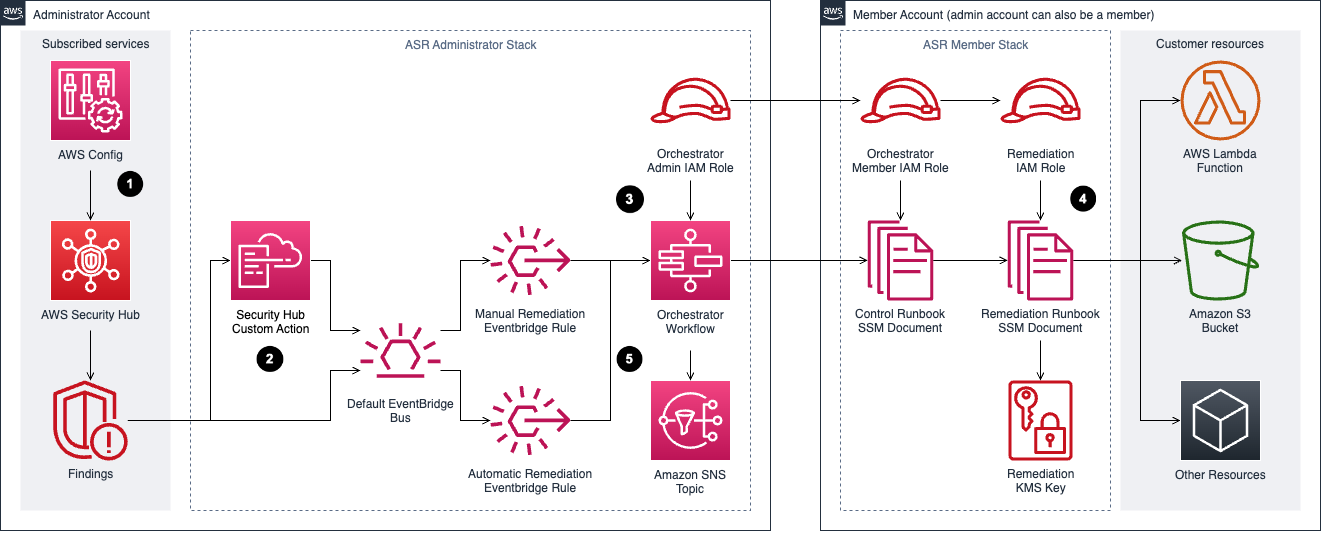 aws
Administrator Account
Subscribed services
AWS Config
1
AWS Security Hub
Findings
ASR Administrator Stack
Security Hub
Custom Action
2
Default EventBridge
Bus
Manual Remediation
Eventbridge Rule
Automatic Remediation
Eventbridge Rule
Orchestrator
Admin IAM Role
3
Orchestrator
Workflow
5
Amazon SNS
Topic
aws
Member Account (admin account can also be a member)
ASR Member Stack
Orchestrator
Member IAM Role
Remediation
IAM Role
4
Control Runbook
SSM Document
Remediation Runbook
SSM Document
Remediation
KMS Key
Customer resources
AWS Lambda
Function
Amazon S3
Bucket
Other Resources